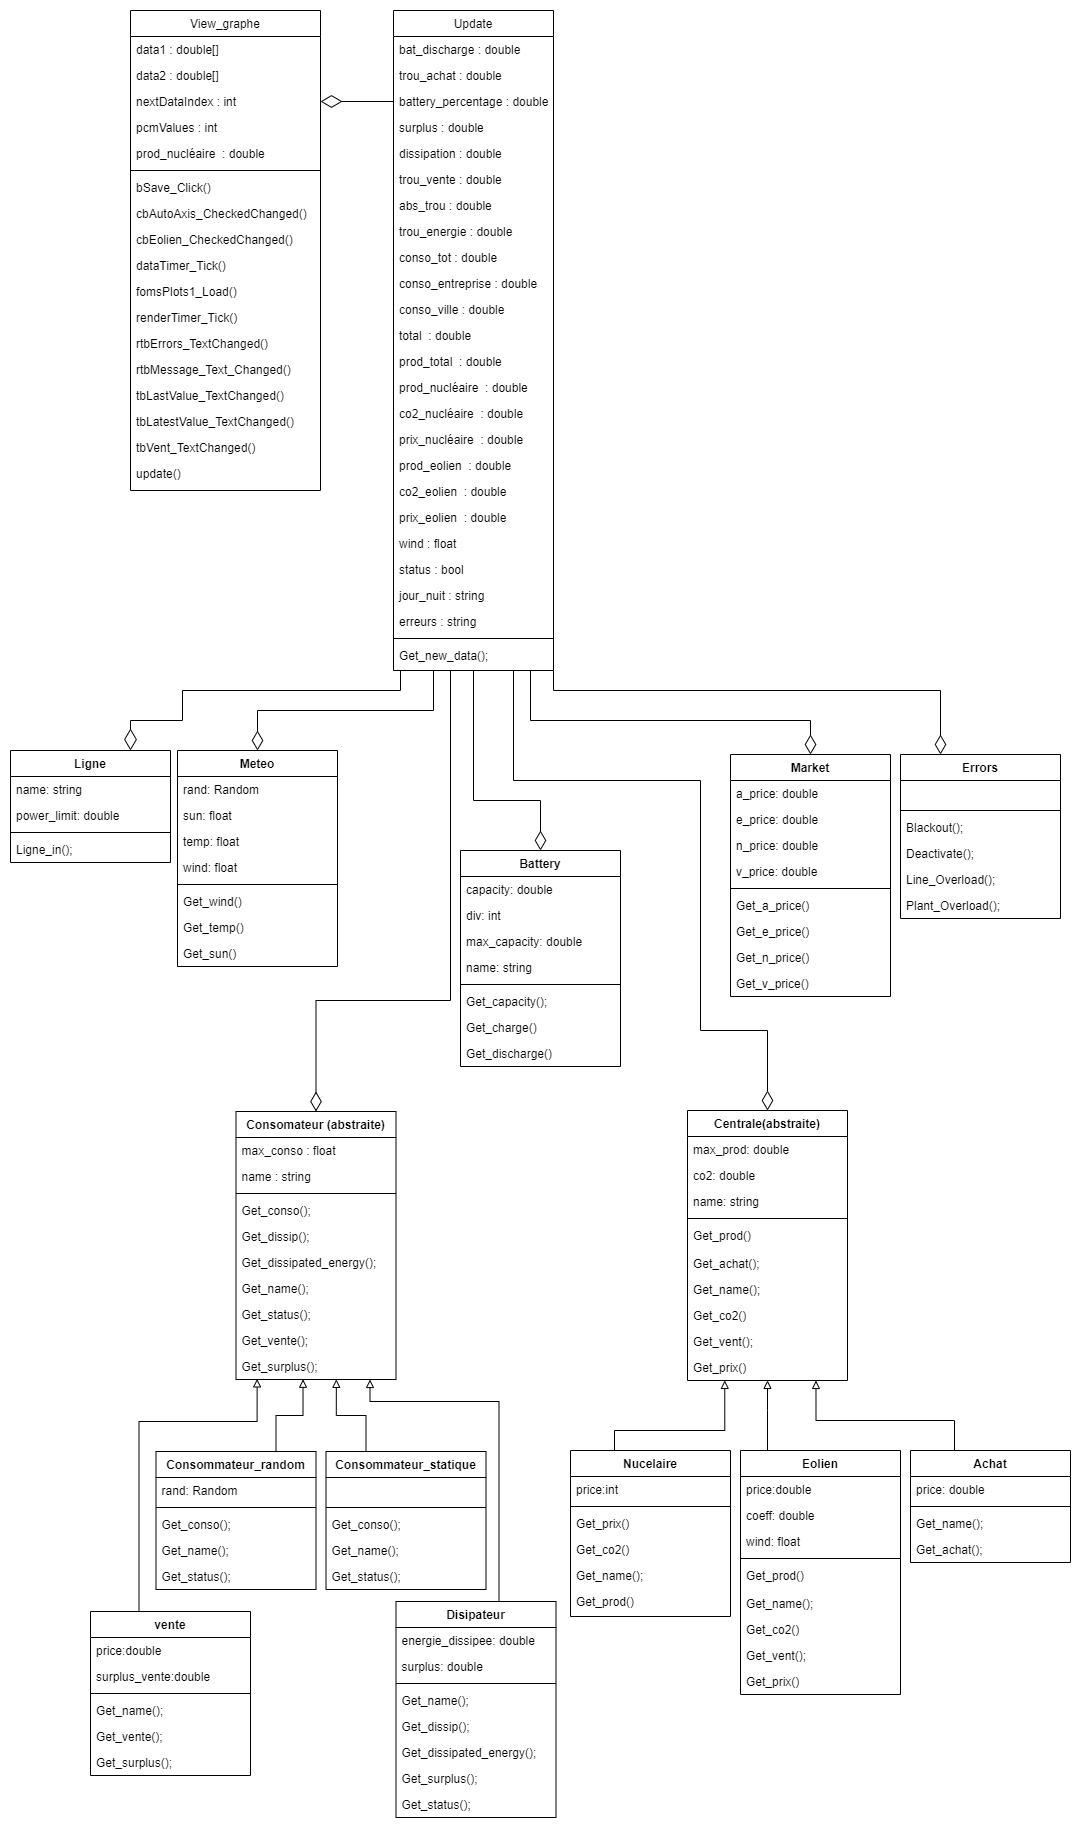 View_graphe
data1 : double[]
data2 : double[]
nextDataIndex : int
pcmValues : int
prod_nucléaire  : double
bSave_Click()
cbAutoAxis_CheckedChanged()
cbEolien_CheckedChanged()
dataTimer_Tick()
fomsPlots1_Load()
renderTimer_Tick()
rtbErrors_TextChanged()
rtbMessage_Text_Changed()
tbLastValue_TextChanged()
tbLatestValue_TextChanged()
tbVent_TextChanged()
update()
Update
bat_discharge : double
trou_achat : double
battery_percentage : double
surplus : double
dissipation : double
trou_vente : double
abs_trou : double
trou_energie : double
conso_tot : double
conso_entreprise : double
conso_ville : double
total  : double
prod_total  : double
prod_nucléaire  : double
co2_nucléaire  : double
prix_nucléaire  : double
prod_eolien  : double
co2_eolien  : double
prix_eolien  : double
wind : float
status : bool
jour_nuit : string
erreurs : string
Get_new_data();
Ligne
name: string
power_limit: double
Ligne_in();
Meteo
rand: Random
sun: float
temp: float
wind: float
Get_wind()
Get_temp()
Get_sun()
Battery
capacity: double
div: int
max_capacity: double
name: string
Get_capacity();
Get_charge()
Get_discharge()
Market
a_price: double
e_price: double
n_price: double
v_price: double
Get_a_price()
Get_e_price()
Get_n_price()
Get_v_price()
Errors
Blackout();
Deactivate();
Line_Overload();
Plant_Overload();
Consomateur (abstraite)
max_conso : float
name : string
Get_conso();
Get_dissip();
Get_dissipated_energy();
Get_name();
Get_status();
Get_vente();
Get_surplus();
Centrale(abstraite)
max_prod: double
co2: double
name: string
Get_prod()
Get_achat();
Get_name();
Get_co2()
Get_vent();
Get_prix()
Consommateur_random
rand: Random
Get_conso();
Get_name();
Get_status();
Consommateur_statique
Get_conso();
Get_name();
Get_status();
Nucelaire
price:int
Get_prix()
Get_co2()
Get_name();
Get_prod()
Eolien
price:double
coeff: double
wind: float
Get_prod()
Get_name();
Get_co2()
Get_vent();
Get_prix()
Achat
price: double
Get_name();
Get_achat();
vente
price:double
surplus_vente:double
Get_name();
Get_vente();
Get_surplus();
Disipateur
energie_dissipee: double
surplus: double
Get_name();
Get_dissip();
Get_dissipated_energy();
Get_surplus();
Get_status();